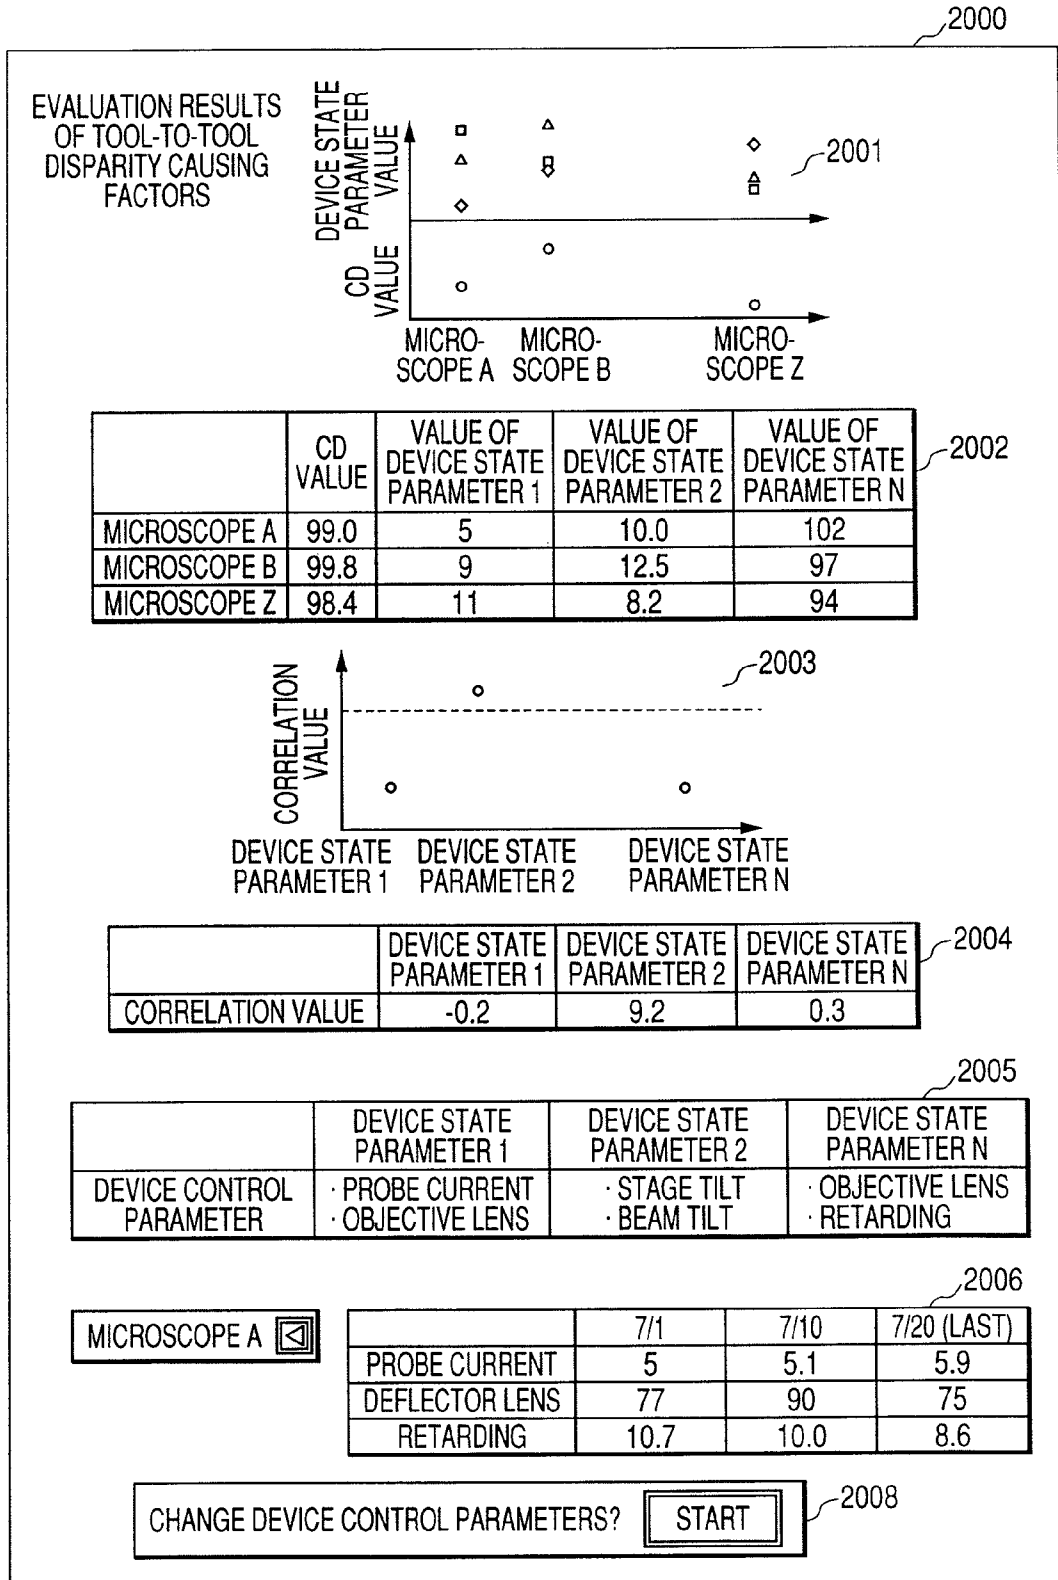 2000
EVALUATION RESULTS
OF TOOL-TO-TOOL
DISPARITY CAUSING
FACTORS
DEVICE STATE
PARAMETER
VALUE
CD
VALUE
2001
MICRO-
SCOPE A
MICRO-
SCOPE B
MICRO-
SCOPE Z
2002
CD
VALUE
VALUE OF
DEVICE STATE
PARAMETER 1
VALUE OF
DEVICE STATE
PARAMETER 2
VALUE OF
DEVICE STATE
PARAMETER N
MICROSCOPE A 99.0 5 10.0 102
MICROSCOPE B 99.8 9 12.5 97
MICROSCOPE Z 98.4 11 8.2 94
2003
CORRELATION
VALUE
DEVICE STATE
PARAMETER 1
DEVICE STATE
PARAMETER 2
DEVICE STATE
PARAMETER N
2004
DEVICE STATE
PARAMETER 1
DEVICE STATE
PARAMETER 2
DEVICE STATE
PARAMETER N
CORRELATION VALUE -0.2 9.2 0.3
2005
DEVICE STATE
PARAMETER 1
DEVICE STATE
PARAMETER 2
DEVICE STATE
PARAMETER N
DEVICE CONTROL
PARAMETER
· PROBE CURRENT
· OBJECTIVE LENS
· STAGE TILT
· BEAM TILT
· OBJECTIVE LENS
· RETARDING
2006
MICROSCOPE A
7/1 7/10 7/20 (LAST)
PROBE CURRENT 5 5.1 5.9
DEFLECTOR LENS 77 90 75
RETARDING 10.7 10.0 8.6
CHANGE DEVICE CONTROL PARAMETERS? START
2008